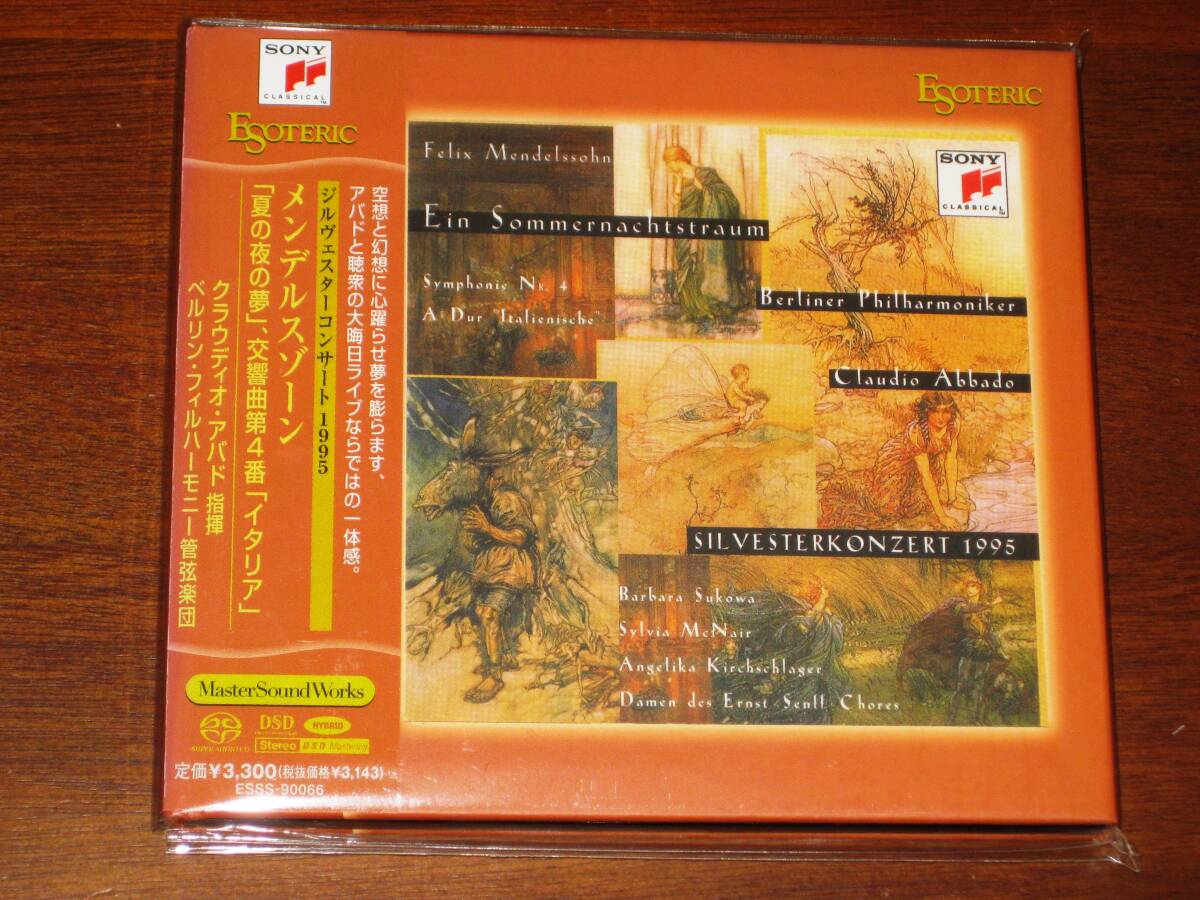 SONY
CLASSICAL
ESOTERIC
空想と幻想に心躍らせ夢を膨らます、
アバドと聴衆の大晦日ライブならではの一体感。
ジルヴェスターコンサート1995
メンデルスゾーン
「夏の夜の夢」、交響曲第4番「イタリア」
クラウディオ・アバド 指揮
ベルリン・フィルハーモニー管弦楽団
MasterSoundWorks
SUPER AUDIO CD
DSD
HYBRID
Stereo DSD Mastering
定価¥3,300(税抜価格¥3,143)
ESSS-90066
ESOTERIC
SONY
CLASSICAL
Felix Mendelssohn
Ein Sommernachtstraum
Symphonie Nr. 4
A Dur "Italienische"
Berliner Philharmoniker
Claudio Abbado
SILVESTERKONZERT 1995
Barbara Sukowa
Sylvia McNair
Angelika Kirchschlager
Damen des Ernst Senff Chores